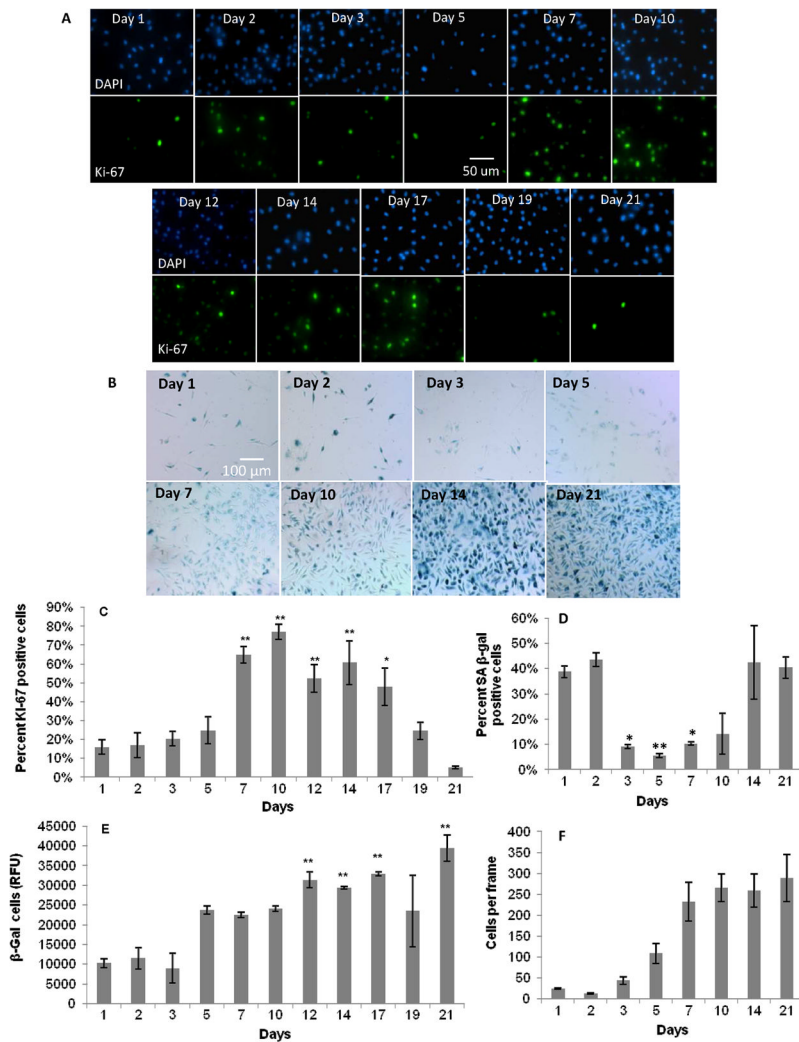 A
Day 1 Day 2 Day 3 Day 5 Day 7 Day 10
DAPI
Ki-67
50 um
Day 12 Day 14 Day 17 Day 19 Day 21
DAPI
Ki-67
B
Day 1 Day 2 Day 3 Day 5
100 µm
Day 7 Day 10 Day 14 Day 21
C
Percent KI-67 positive cells
90%
80%
70%
60%
50%
40%
30%
20%
10%
0%
** ** ** ** *
1 2 3 5 7 10 12 14 17 19 21
Days
D
Percent SA β-gal
positive cells
60%
50%
40%
30%
20%
10%
0%
* ** *
1 2 3 5 7 10 14 21
Days
E
β-Gal cells (RFU)
45000
40000
35000
30000
25000
20000
15000
10000
5000
0
** ** ** **
1 2 3 5 7 10 12 14 17 19 21
Days
F
Cells per frame
400
350
300
250
200
150
100
50
0
1 2 3 5 7 10 14 21
Days